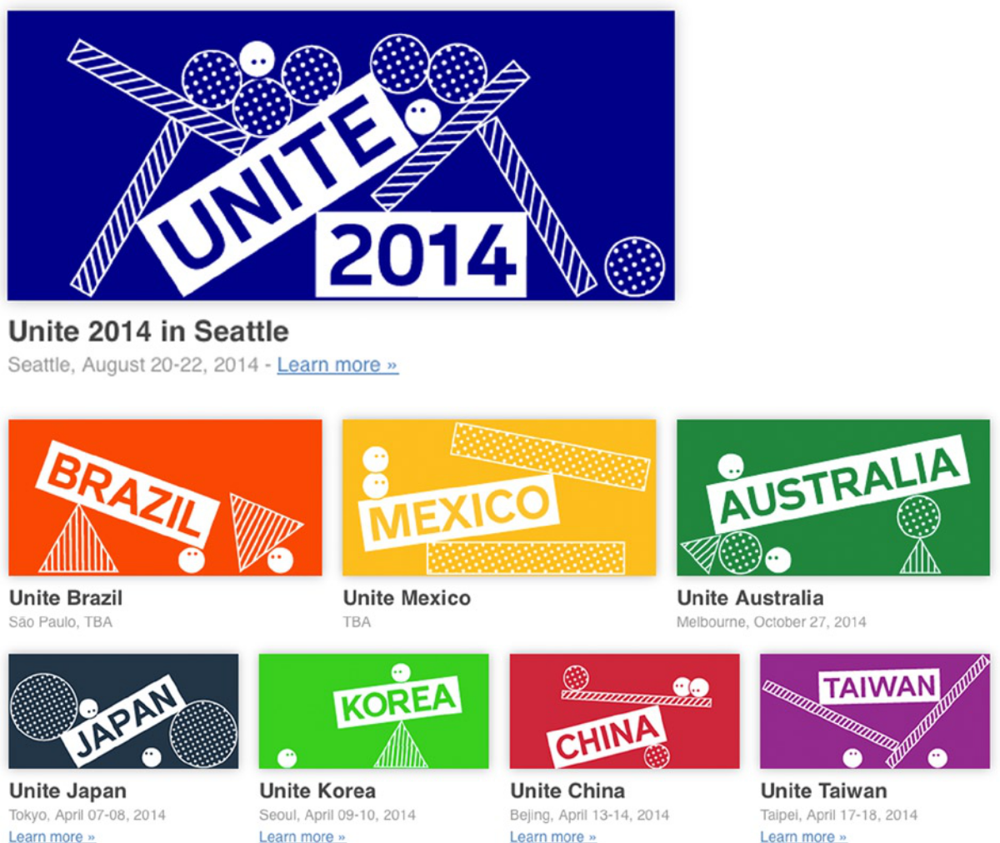 UNITE
2014
Unite 2014 in Seattle
Seattle, August 20-22, 2014 - Learn more »
BRAZIL
MEXICO
AUSTRALIA
Unite Brazil
Unite Mexico
Unite Australia
São Paulo, TBA
TBA
Melbourne, October 27, 2014
JAPAN
KOREA
CHINA
TAIWAN
Unite Japan
Unite Korea
Unite China
Unite Taiwan
Tokyo, April 07-08, 2014
Seoul, April 09-10, 2014
Bejing, April 13-14, 2014
Taipei, April 17-18, 2014
Learn more »
Learn more »
Learn more »
Learn more »